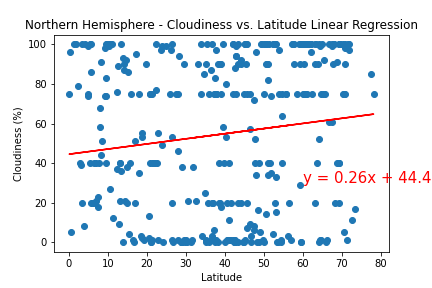 Northern Hemisphere - Cloudiness vs. Latitude Linear Regression
100
80
60
40
20
0
Cloudiness (%)
y = 0.26x + 44.4
0 10 20 30 40 50 60 70 80
Latitude